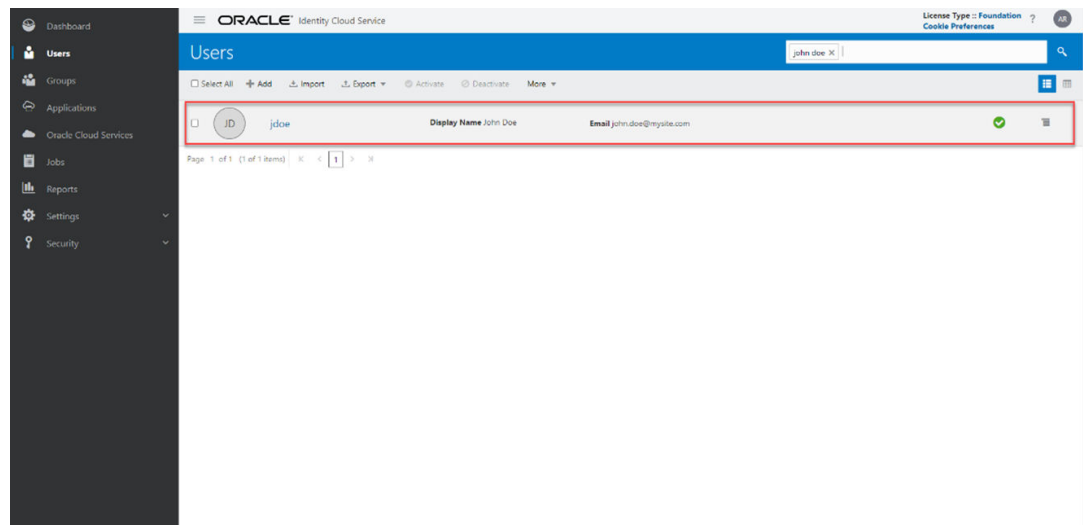 Dashboard
Users
Groups
Applications
Oracle Cloud Services
Jobs
Reports
Settings
Security
ORACLE® Identity Cloud Service
License Type :: Foundation
Cookie Preferences
?
AR
Users
john doe ×
Select All + Add Import Export Activate Deactivate More
JD jdoe Display Name John Doe Email john.doe@mysite.com
Page 1 of 1 (1 of 1 items) 1